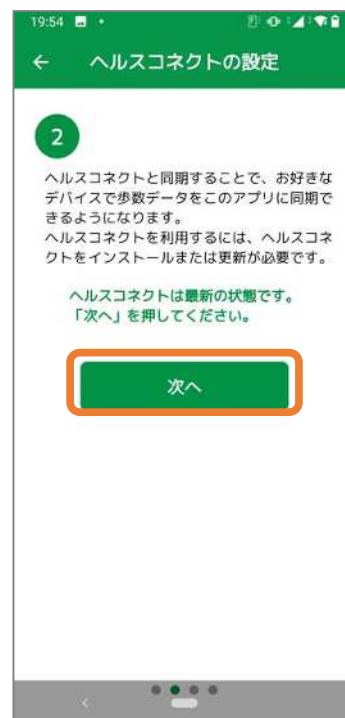 19:54
ヘルスコネクトの設定
2
ヘルスコネクトと同期することで、お好きな
デバイスで歩数データをこのアプリに同期で
きるようになります。
ヘルスコネクトを利用するには、ヘルスコネ
クトをインストールまたは更新が必要です。
ヘルスコネクトは最新の状態です。
「次へ」を押してください。
次へ